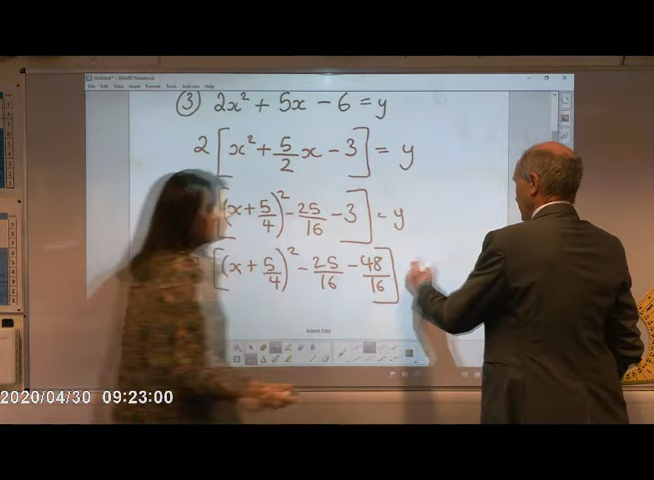 ③ 2x² + 5x − 6 = y
2[x² + 5/2 x − 3] = y
[(x + 5/4)² − 25/16 − 3] = y
[(x + 5/4)² − 25/16 − 48/16]
2020/04/30 09:23:00